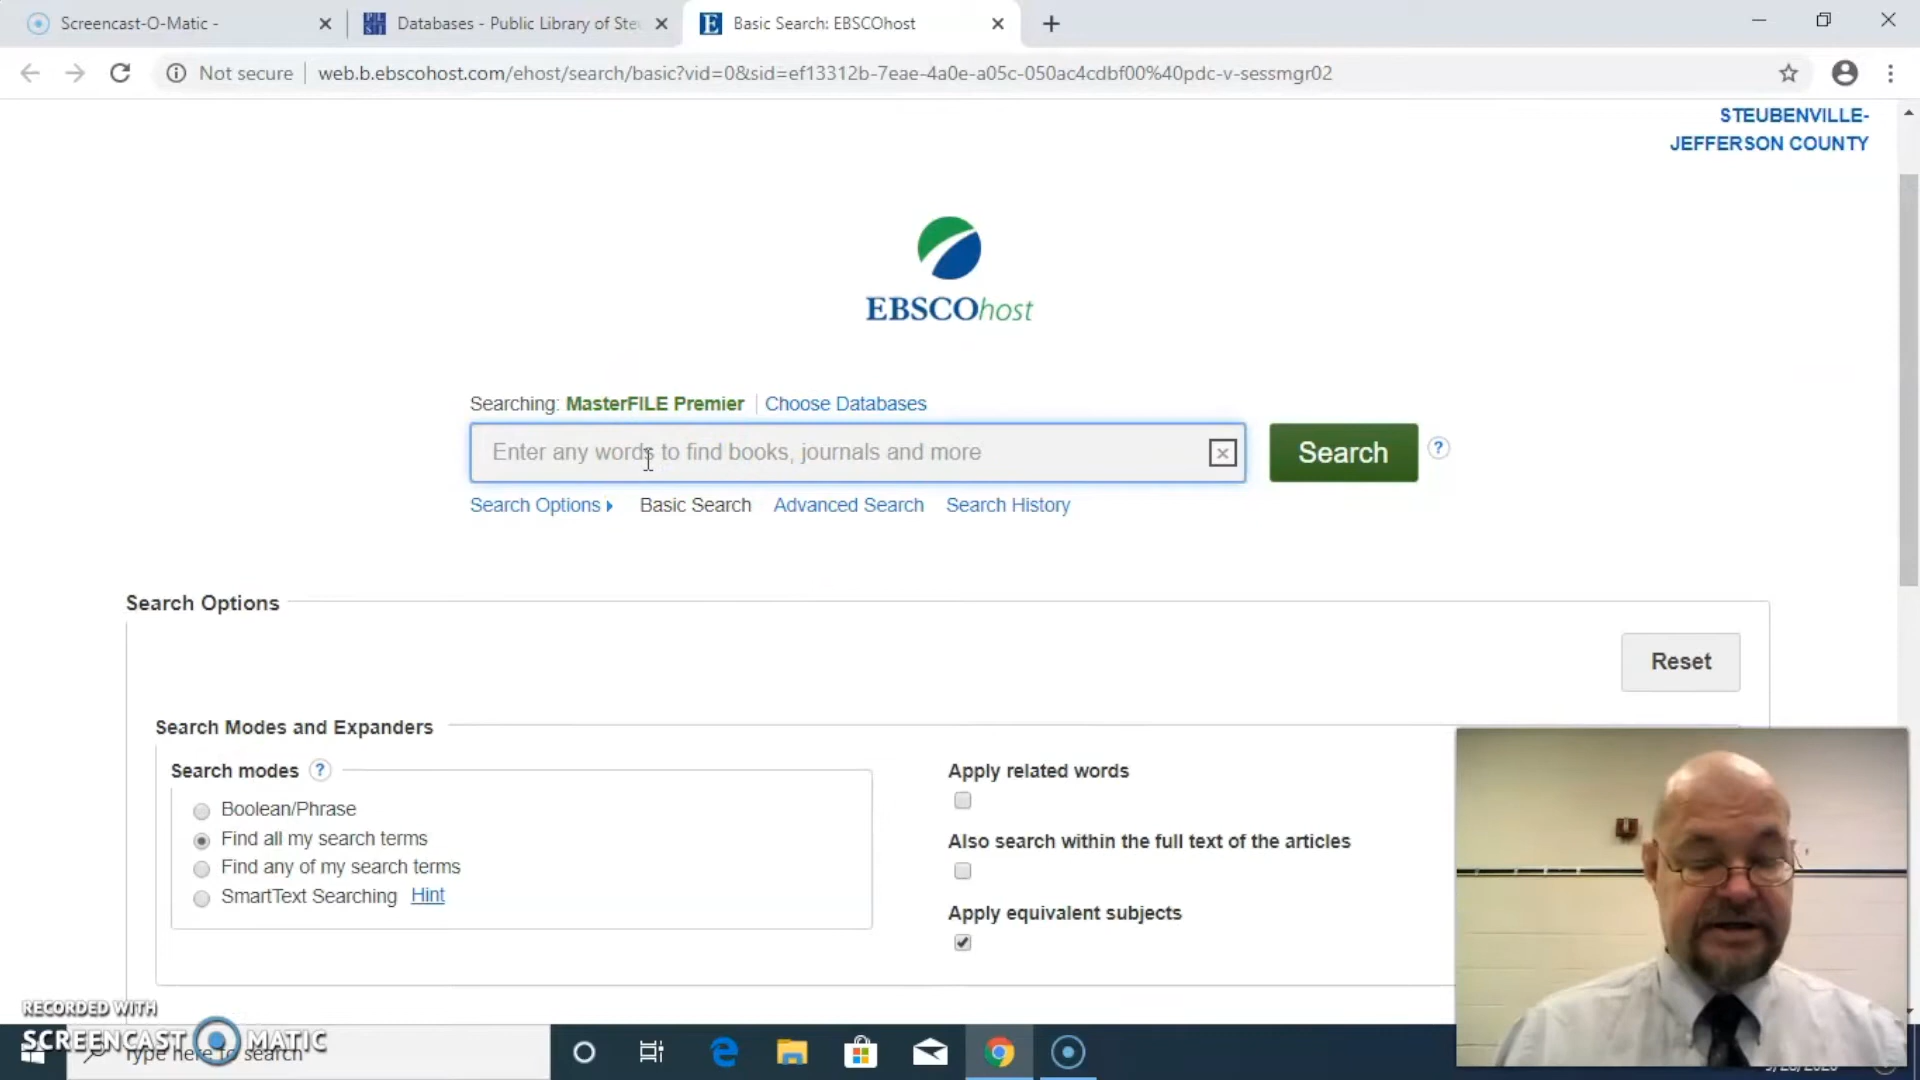 Screencast-O-Matic -
Databases - Public Library of Ste
Basic Search: EBSCOhost
Not secure
web.b.ebscohost.com/ehost/search/basic?vid=0&sid=ef13312b-7eae-4a0e-a05c-050ac4cdbf00%40pdc-v-sessmgr02
STEUBENVILLE-
JEFFERSON COUNTY
EBSCOhost
Searching: MasterFILE Premier Choose Databases
Enter any words to find books, journals and more
Search
?
Search Options Basic Search Advanced Search Search History
Search Options
Reset
Search Modes and Expanders
Search modes ?
Boolean/Phrase
Find all my search terms
Find any of my search terms
SmartText Searching Hint
Apply related words
Also search within the full text of the articles
Apply equivalent subjects
RECORDED WITH
SCREENCAST MATIC
Type here to search